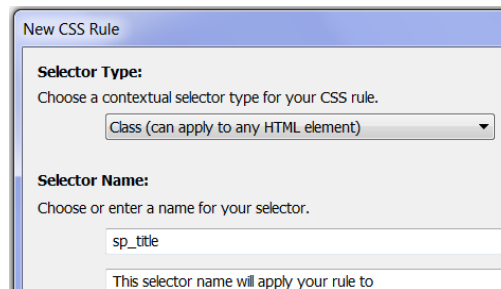 New CSS Rule
Selector Type:
Choose a contextual selector type for your CSS rule.
Class (can apply to any HTML element)
Selector Name:
Choose or enter a name for your selector.
sp_title
This selector name will apply your rule to